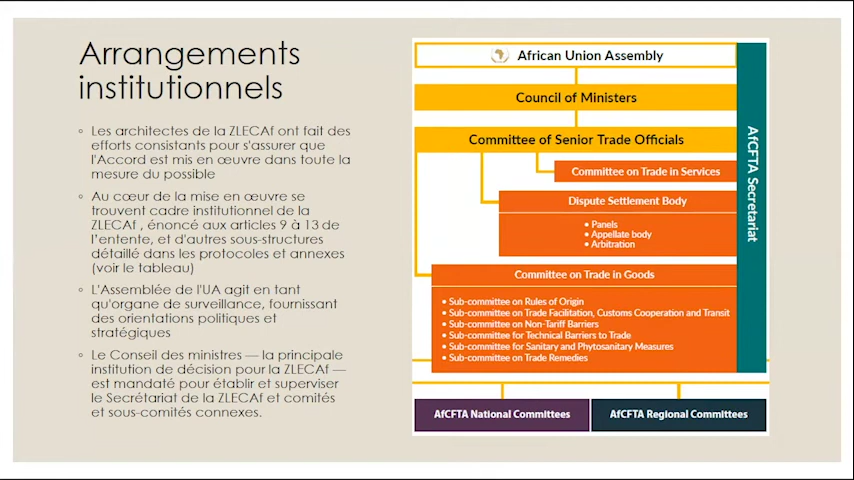 Arrangements
institutionnels
◦ Les architectes de la ZLECAf ont fait des
efforts consistants pour s'assurer que
l'Accord est mis en œuvre dans toute la
mesure du possible
◦ Au cœur de la mise en œuvre se
trouvent cadre institutionnel de la
ZLECAf , énoncé aux articles 9 à 13 de
l'entente, et d'autres sous-structures
détaillé dans les protocoles et annexes
(voir le tableau)
◦ L'Assemblée de l'UA agit en tant
qu'organe de surveillance, fournissant
des orientations politiques et
stratégiques
◦ Le Conseil des ministres — la principale
institution de décision pour la ZLECAf —
est mandaté pour établir et superviser
le Secrétariat de la ZLECAf et comités
et sous-comités connexes.
African Union Assembly
Council of Ministers
Committee of Senior Trade Officials
Committee on Trade in Services
Dispute Settlement Body
• Panels
• Appellate body
• Arbitration
Committee on Trade in Goods
• Sub-committee on Rules of Origin
• Sub-committee on Trade Facilitation, Customs Cooperation and Transit
• Sub-committee on Non-Tariff Barriers
• Sub-committee for Technical Barriers to Trade
• Sub-committee for Sanitary and Phytosanitary Measures
• Sub-committee on Trade Remedies
AfCFTA Secretariat
AfCFTA National Committees
AfCFTA Regional Committees